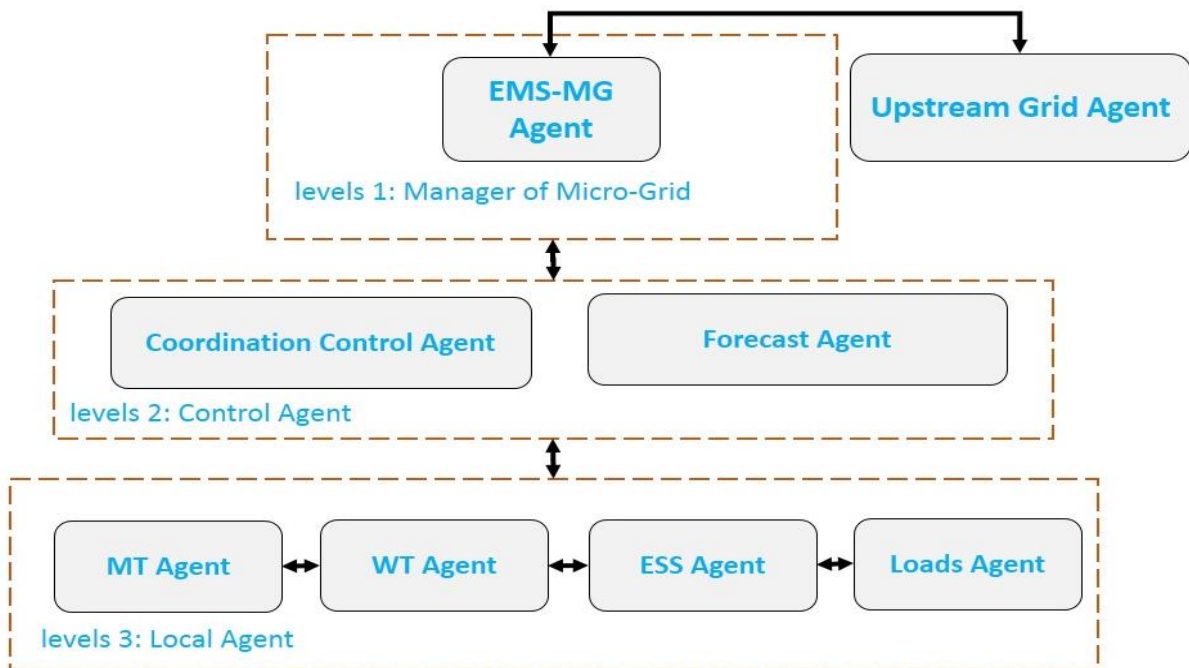 EMS-MG
Agent
Upstream Grid Agent
levels 1: Manager of Micro-Grid
Coordination Control Agent
Forecast Agent
levels 2: Control Agent
MT Agent
WT Agent
ESS Agent
Loads Agent
levels 3: Local Agent